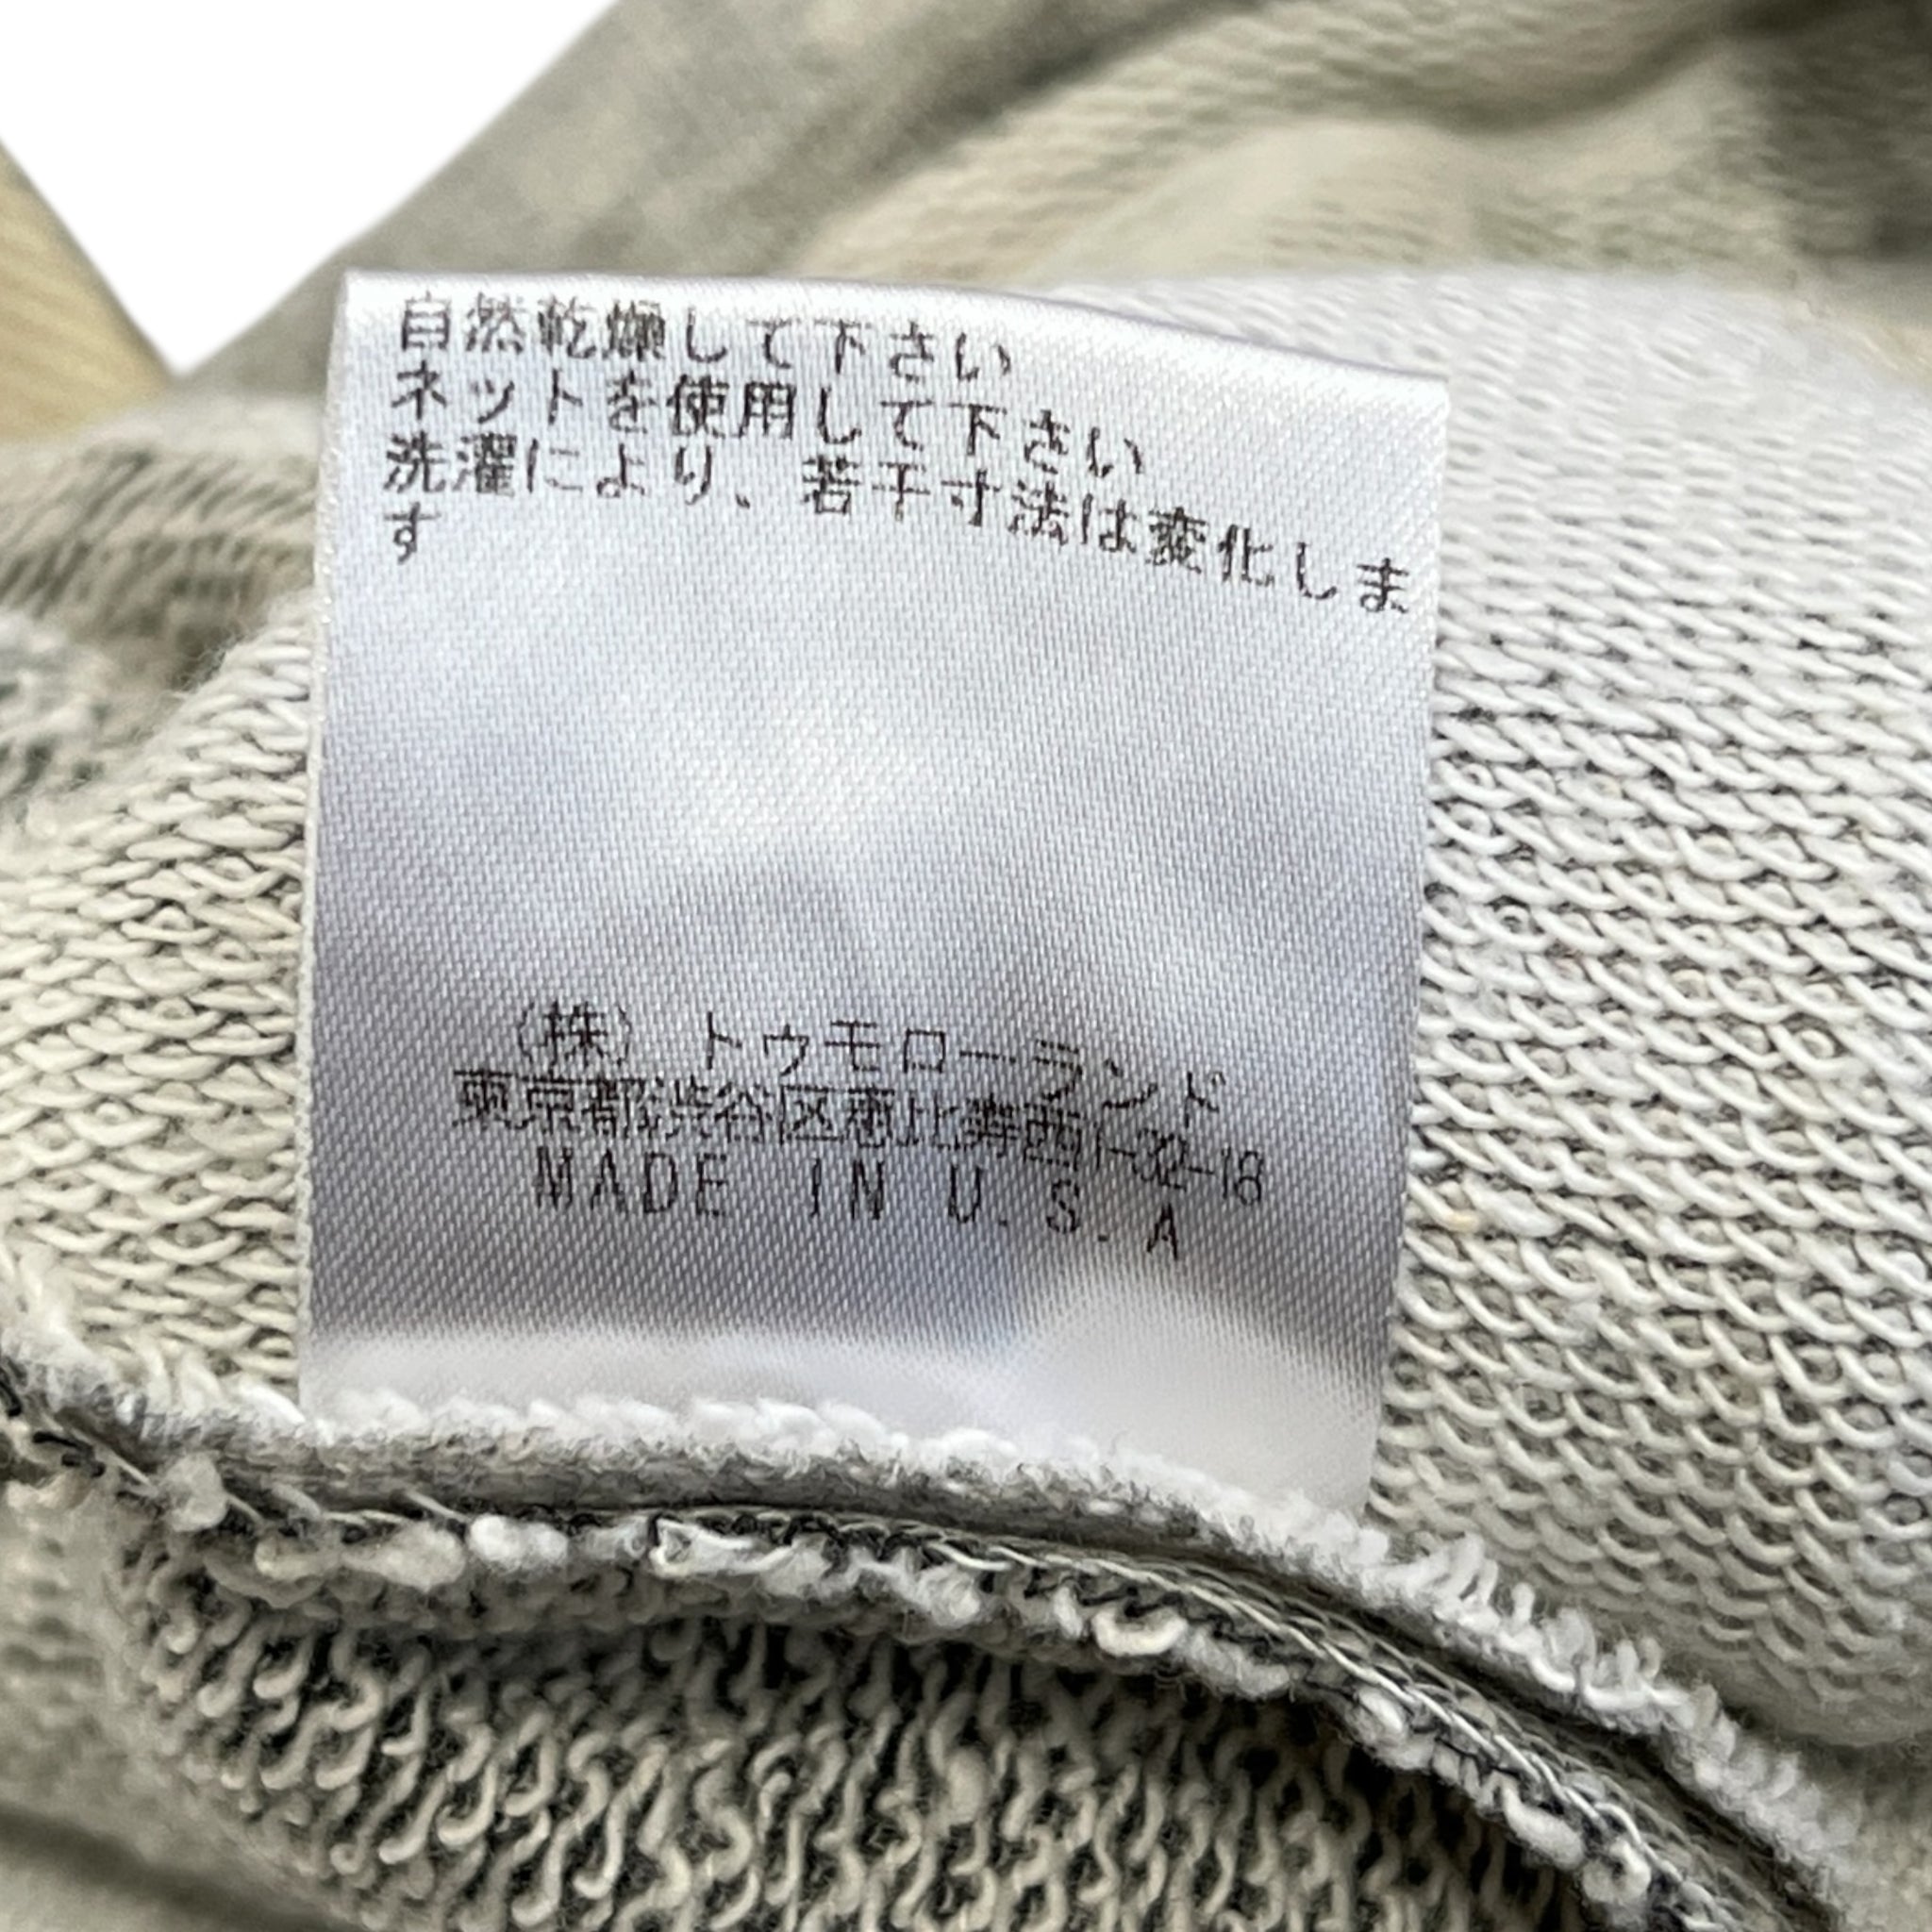 自然乾燥して下さい
ネットを使用して下さい
洗濯により、若干寸法は変化しま
す
(株) トゥモローランド
東京都渋谷区恵比寿西1-32-18
MADE IN U.S.A